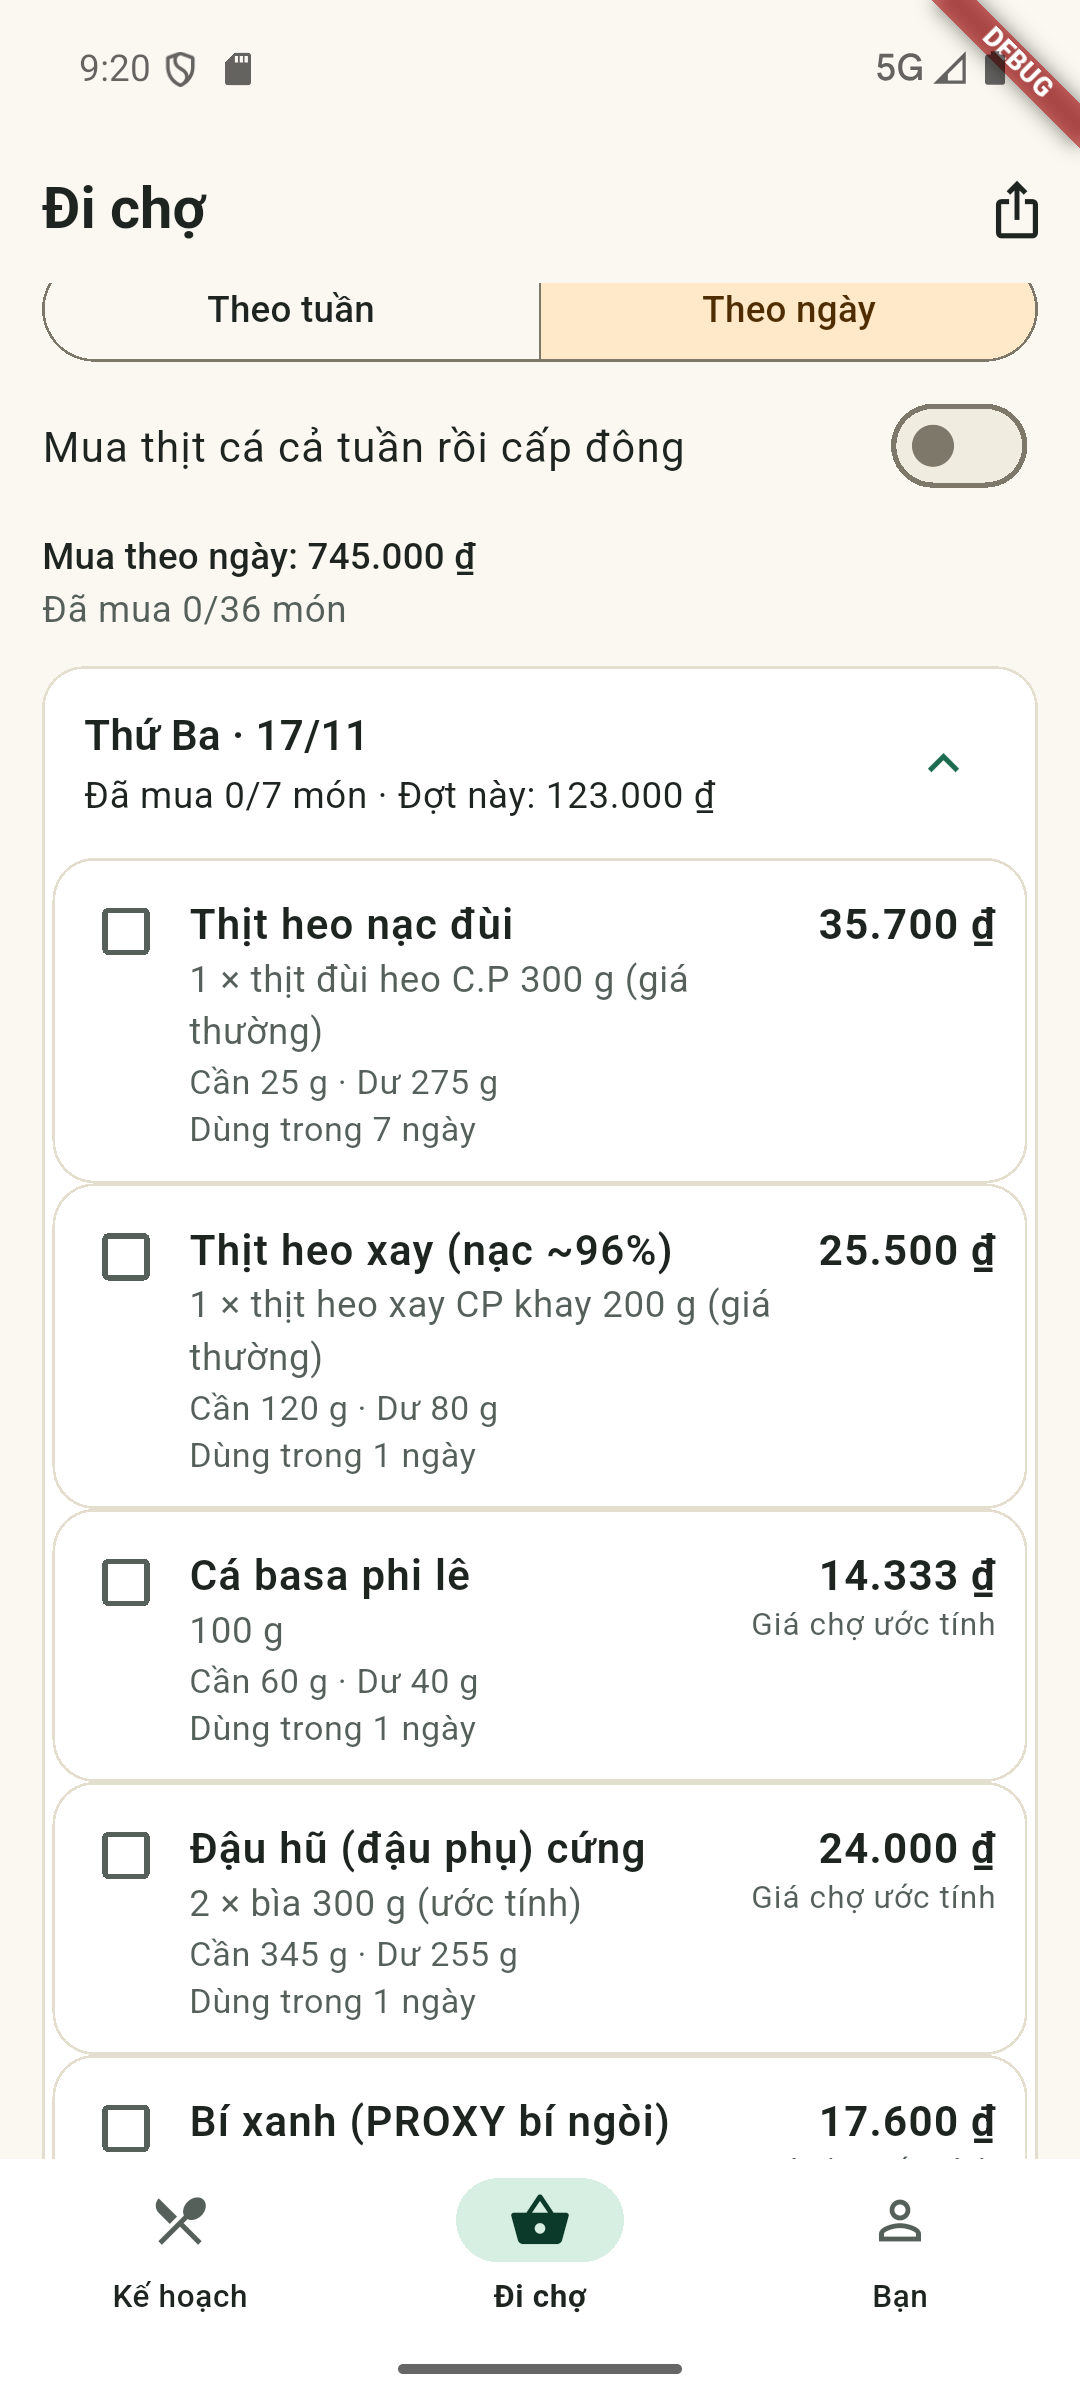 9:20
5G
DEBUG
Đi chợ
Theo tuần
Theo ngày
Mua thịt cá cả tuần rồi cấp đông
Mua theo ngày: 745.000 ₫
Đã mua 0/36 món
Thứ Ba · 17/11
Đã mua 0/7 món · Đợt này: 123.000 ₫
Thịt heo nạc đùi
35.700 ₫
1 × thịt đùi heo C.P 300 g (giá
thường)
Cần 25 g · Dư 275 g
Dùng trong 7 ngày
Thịt heo xay (nạc ~96%)
25.500 ₫
1 × thịt heo xay CP khay 200 g (giá
thường)
Cần 120 g · Dư 80 g
Dùng trong 1 ngày
Cá basa phi lê
14.333 ₫
100 g
Giá chợ ước tính
Cần 60 g · Dư 40 g
Dùng trong 1 ngày
Đậu hũ (đậu phụ) cứng
24.000 ₫
2 × bìa 300 g (ước tính)
Giá chợ ước tính
Cần 345 g · Dư 255 g
Dùng trong 1 ngày
Bí xanh (PROXY bí ngòi)
17.600 ₫
Kế hoạch
Đi chợ
Bạn